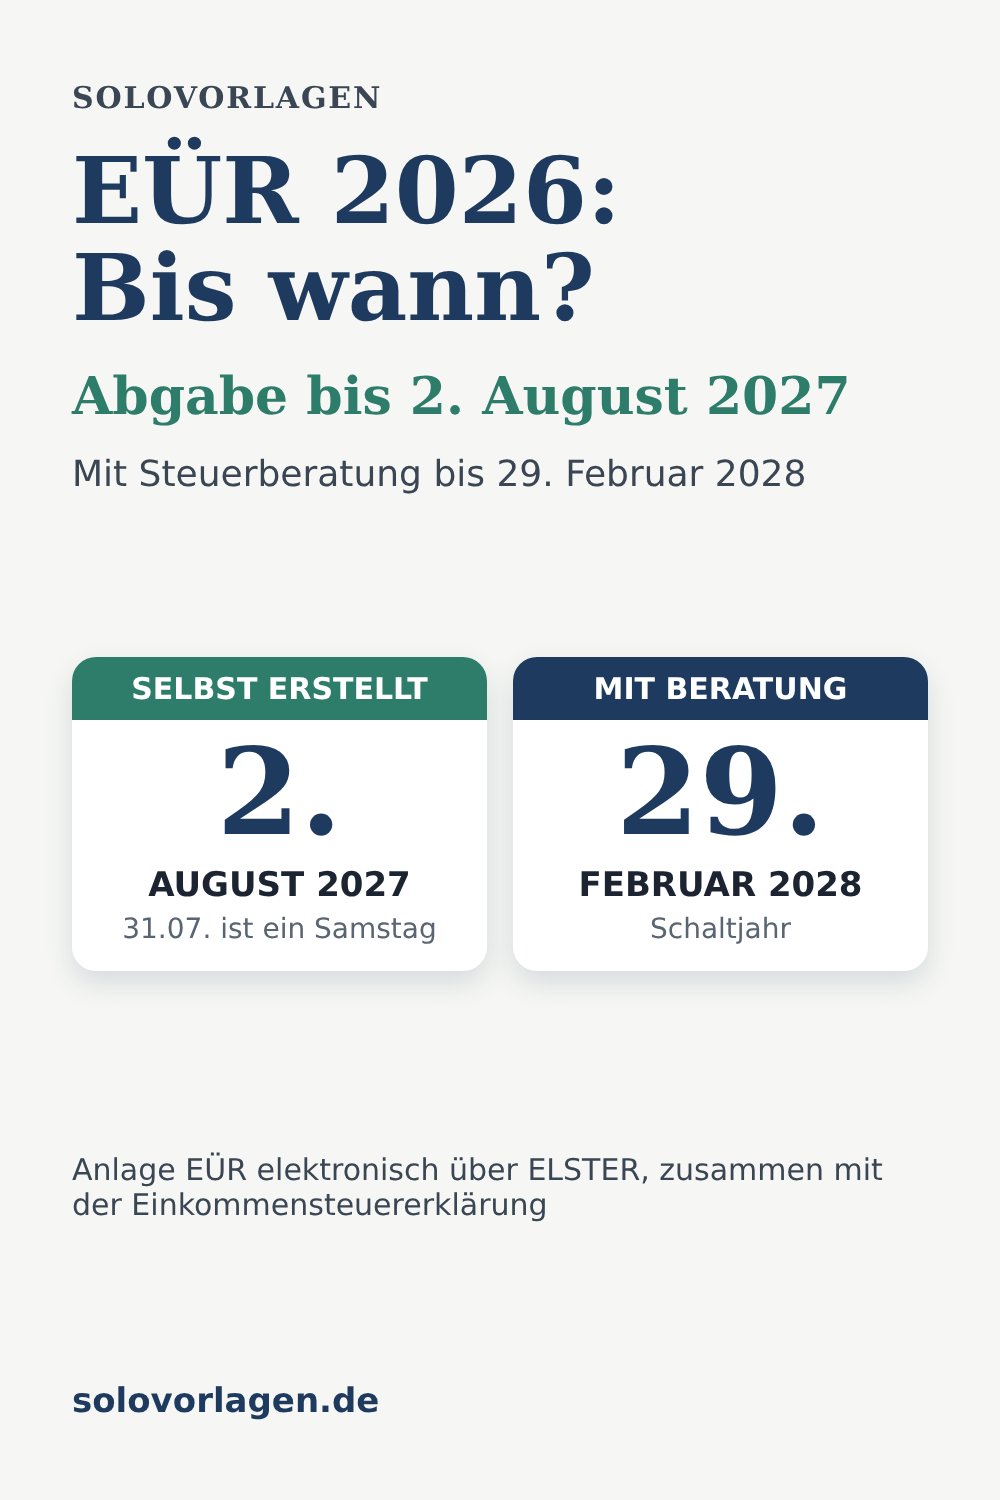 SOLOVORLAGEN
EÜR 2026:
Bis wann?
Abgabe bis 2. August 2027
Mit Steuerberatung bis 29. Februar 2028
SELBST ERSTELLT
2.
AUGUST 2027
31.07. ist ein Samstag
MIT BERATUNG
29.
FEBRUAR 2028
Schaltjahr
Anlage EÜR elektronisch über ELSTER, zusammen mit
der Einkommensteuererklärung
solovorlagen.de